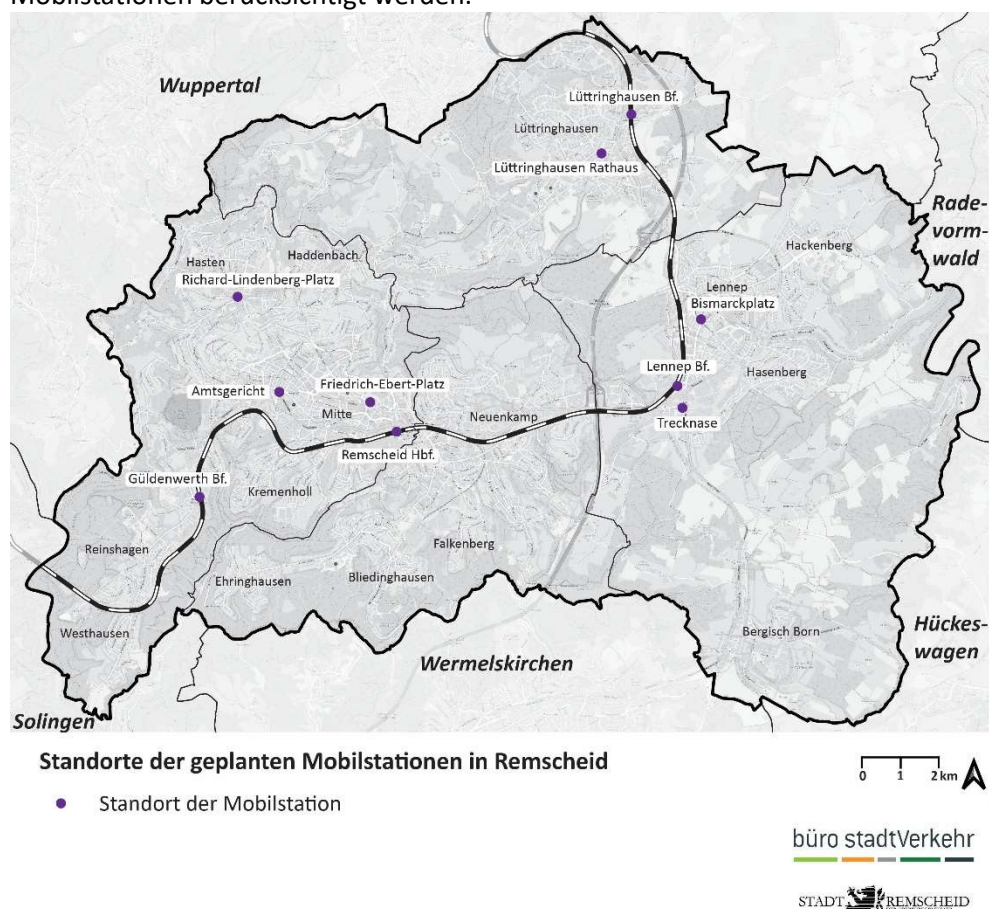 Mobilstationen berücksichtigt werden.
Wuppertal
Lüttringhausen Bf.
Lüttringhausen
Lüttringhausen Rathaus
Rade-
vorm-
wald
Hackenberg
Hasten
Haddenbach
Richard-Lindenberg-Platz
Lennep
Bismarckplatz
Lennep Bf.
Hasenberg
Amtsgericht
Friedrich-Ebert-Platz
Mitte
Neuenkamp
Trecknase
Remscheid Hbf.
Güldenwerth Bf.
Kremenholl
Reinshagen
Falkenberg
Ehringhausen
Bliedinghausen
Westhausen
Bergisch Born
Hückes-
wagen
Wermelskirchen
Solingen
Standorte der geplanten Mobilstationen in Remscheid
Standort der Mobilstation
0 1 2 km
büro stadtVerkehr
STADT REMSCHEID